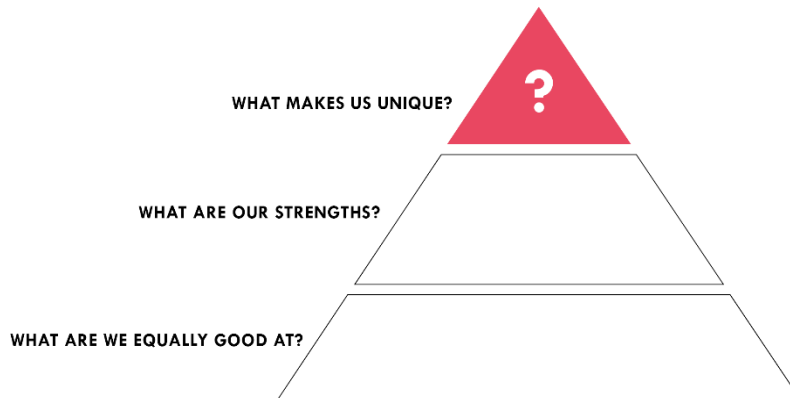 ?
WHAT MAKES US UNIQUE?
WHAT ARE OUR STRENGTHS?
WHAT ARE WE EQUALLY GOOD AT?